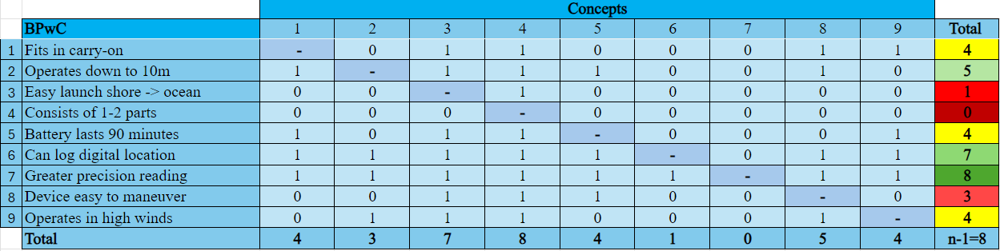 Concepts
BPwC 1 2 3 4 5 6 7 8 9 Total
1 Fits in carry-on - 0 1 1 0 0 0 1 1 4
2 Operates down to 10m 1 - 1 1 1 0 0 1 0 5
3 Easy launch shore -> ocean 0 0 - 1 0 0 0 0 0 1
4 Consists of 1-2 parts 0 0 0 - 0 0 0 0 0 0
5 Battery lasts 90 minutes 1 0 1 1 - 0 0 0 1 4
6 Can log digital location 1 1 1 1 1 - 0 1 1 7
7 Greater precision reading 1 1 1 1 1 1 - 1 1 8
8 Device easy to maneuver 0 0 1 1 1 0 0 - 0 3
9 Operates in high winds 0 1 1 1 0 0 0 1 - 4
Total 4 3 7 8 4 1 0 5 4 n-1=8